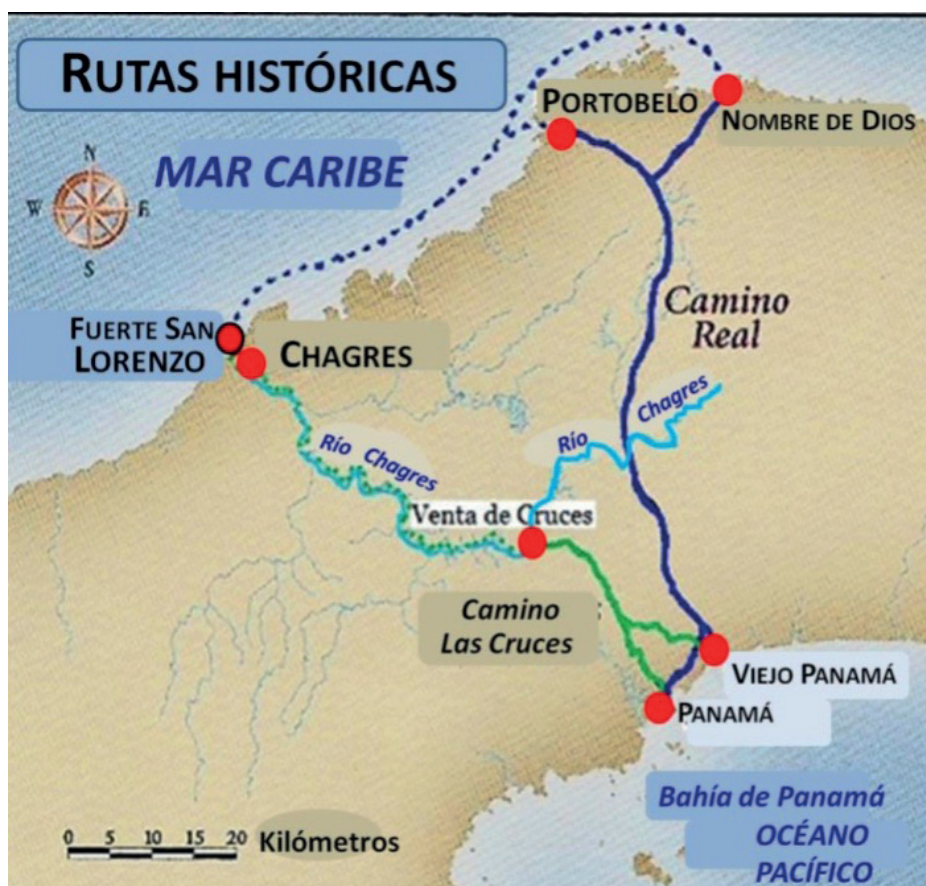 RUTAS HISTÓRICAS
PORTOBELO
NOMBRE DE DIOS
MAR CARIBE
N
W
E
S
Camino
Real
FUERTE SAN
LORENZO
CHAGRES
Río Chagres
Río Chagres
Venta de Cruces
Camino
Las Cruces
VIEJO PANAMÁ
PANAMÁ
Bahía de Panamá
OCÉANO
PACÍFICO
0 5 10 15 20 Kilómetros